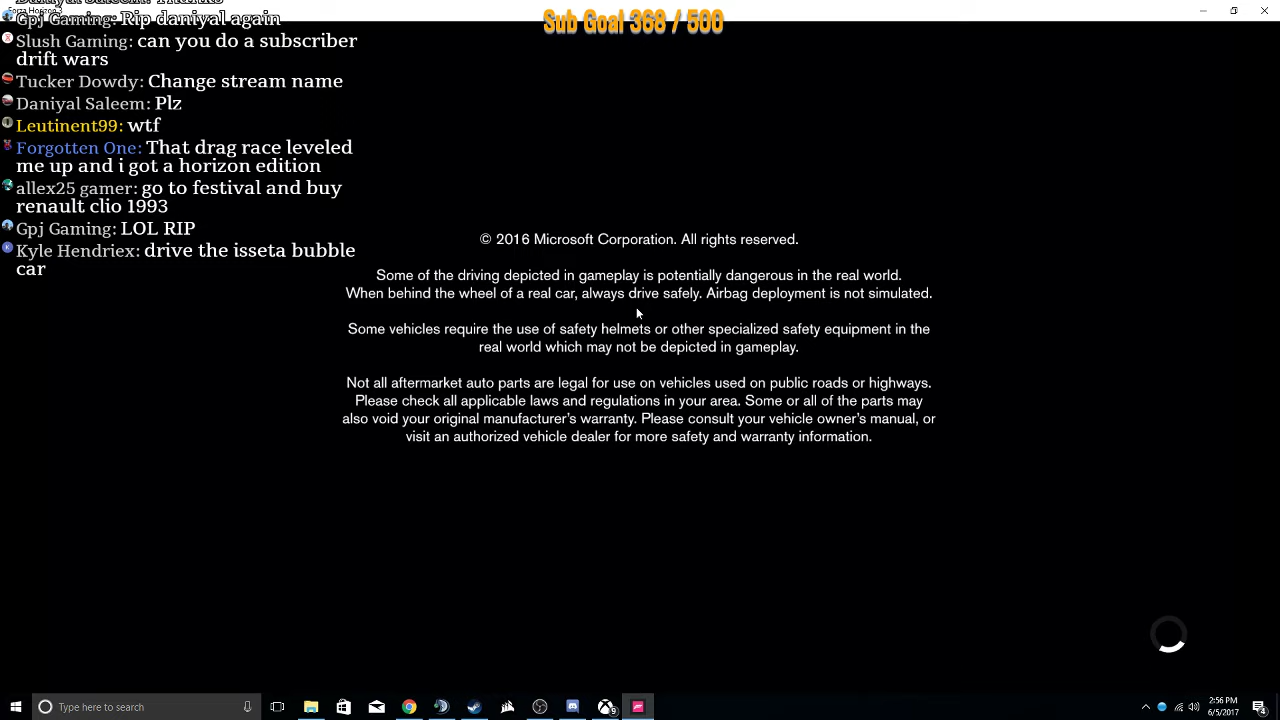 Gpj Gaming: Rip daniyal again
Slush Gaming: can you do a subscriber
drift wars
Tucker Dowdy: Change stream name
Daniyal Saleem: Plz
Leutinent99: wtf
Forgotten One: That drag race leveled
me up and i got a horizon edition
allex25 gamer: go to festival and buy
renault clio 1993
Gpj Gaming: LOL RIP
Kyle Hendriex: drive the isseta bubble
car
Sub Goal 368 / 500
© 2016 Microsoft Corporation. All rights reserved.
Some of the driving depicted in gameplay is potentially dangerous in the real world.
When behind the wheel of a real car, always drive safely. Airbag deployment is not simulated.
Some vehicles require the use of safety helmets or other specialized safety equipment in the
real world which may not be depicted in gameplay.
Not all aftermarket auto parts are legal for use on vehicles used on public roads or highways.
Please check all applicable laws and regulations in your area. Some or all of the parts may
also void your original manufacturer's warranty. Please consult your vehicle owner's manual, or
visit an authorized vehicle dealer for more safety and warranty information.
Type here to search
9
2:56 PM
6/5/2017
4